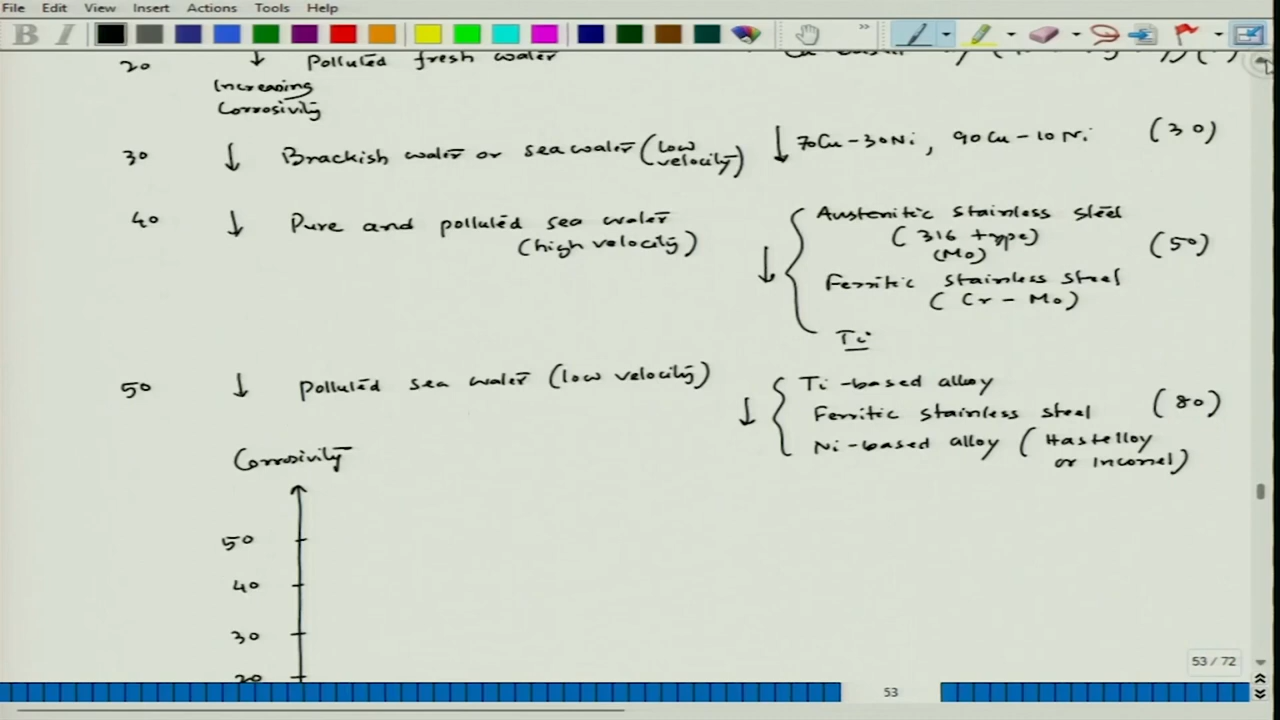 File Edit View Insert Actions Tools Help
B I
20 ↓ Polluted fresh water
Increasing
Corrosivity
30 ↓ Brackish water or sea water (low velocity) ↓ 70Cu-30Ni, 90Cu-10Ni (30)
40 ↓ Pure and polluted sea water
(high velocity)
↓ Austenitic stainless steel
(316 type)
(Mo)
(50)
Ferritic stainless steel
(Cr-Mo)
Ti
50 ↓ Polluted sea water (low velocity) ↓ Ti-based alloy
Ferritic stainless steel (80)
Ni-based alloy (Hastelloy
or Inconel)
Corrosivity
50
40
30
20
53 / 72
53